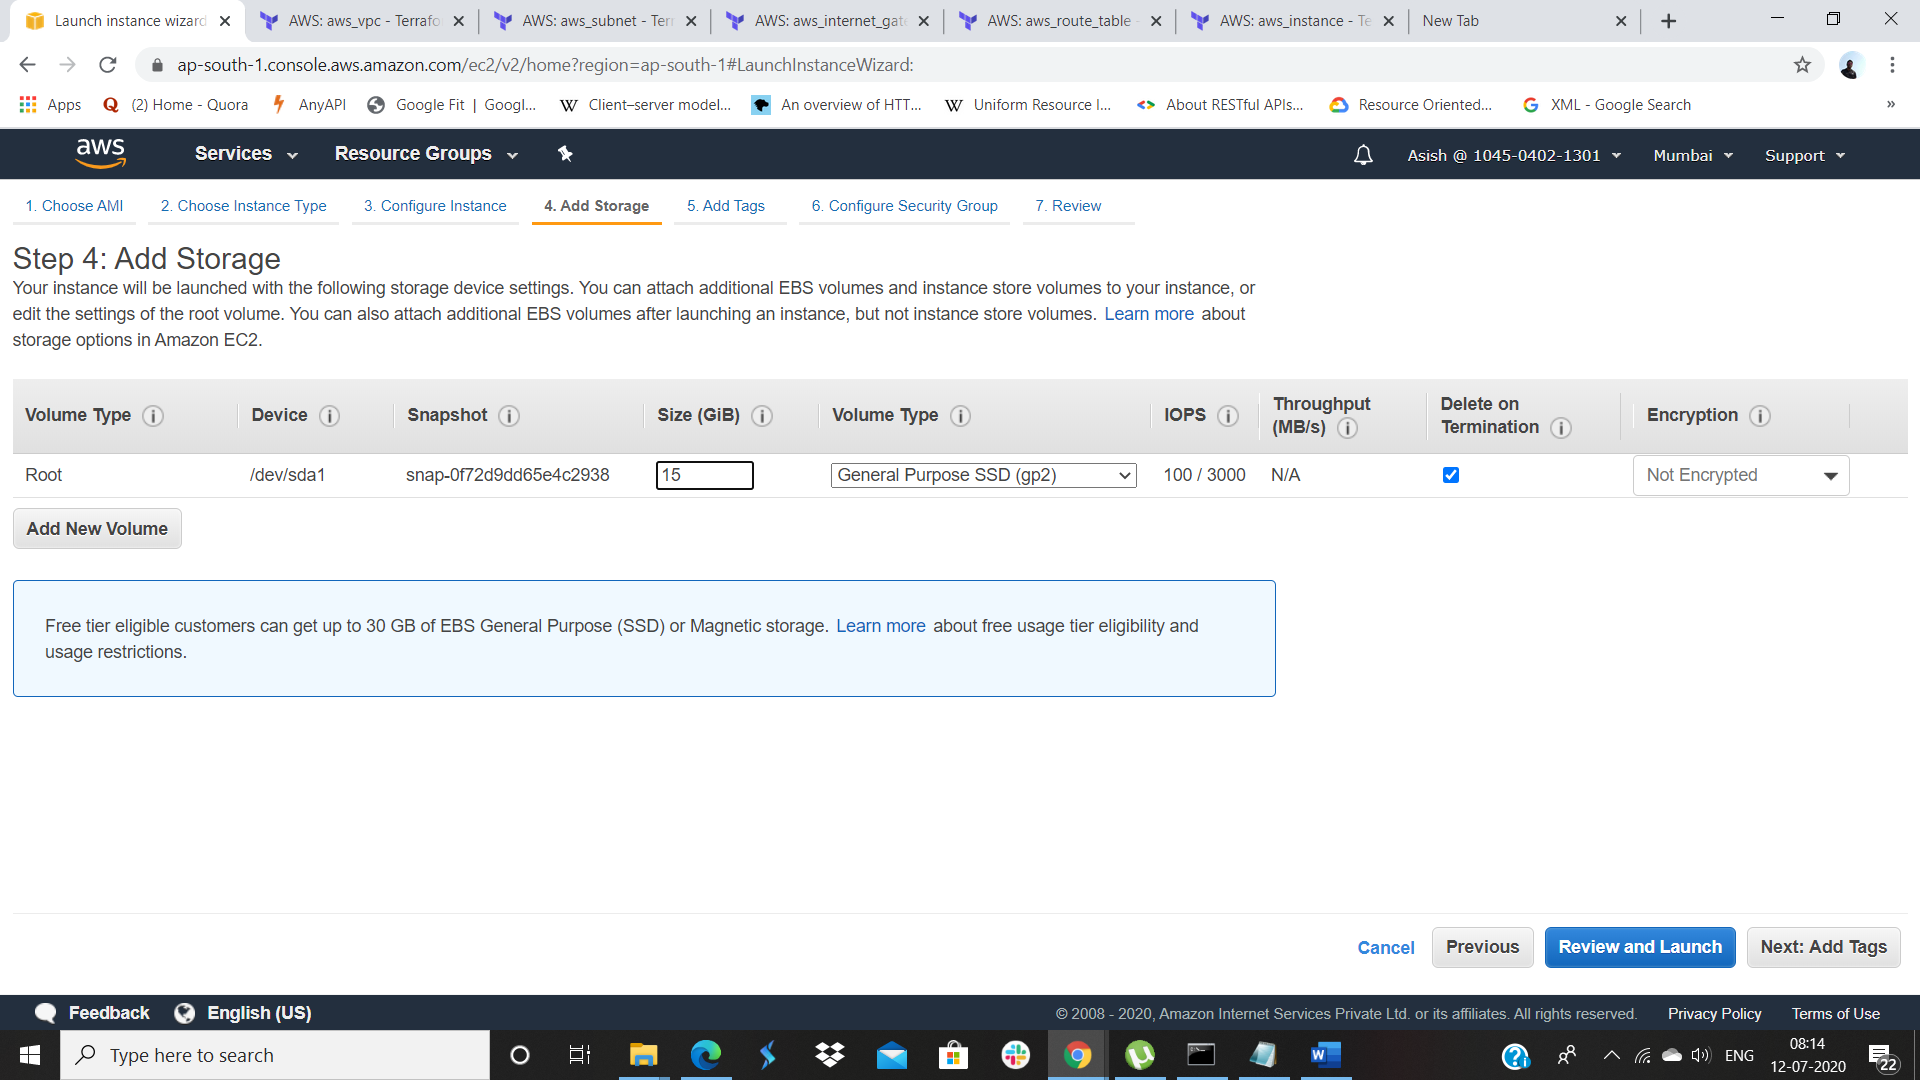 Launch instance wizard
AWS: aws_vpc - Terrafo
AWS: aws_subnet - Terr
AWS: aws_internet_gate
AWS: aws_route_table -
AWS: aws_instance - Te
New Tab
ap-south-1.console.aws.amazon.com/ec2/v2/home?region=ap-south-1#LaunchInstanceWizard:
Apps
(2) Home - Quora
AnyAPI
Google Fit | Googl...
Client–server model...
An overview of HTT...
Uniform Resource I...
About RESTful APIs...
Resource Oriented...
XML - Google Search
»
aws
Services
Resource Groups
Asish @ 1045-0402-1301
Mumbai
Support
1. Choose AMI
2. Choose Instance Type
3. Configure Instance
4. Add Storage
5. Add Tags
6. Configure Security Group
7. Review
Step 4: Add Storage
Your instance will be launched with the following storage device settings. You can attach additional EBS volumes and instance store volumes to your instance, or
edit the settings of the root volume. You can also attach additional EBS volumes after launching an instance, but not instance store volumes. Learn more about
storage options in Amazon EC2.
Volume Type
Device
Snapshot
Size (GiB)
Volume Type
IOPS
Throughput
(MB/s)
Delete on
Termination
Encryption
Root
/dev/sda1
snap-0f72d9dd65e4c2938
15
General Purpose SSD (gp2)
100 / 3000
N/A
Not Encrypted
Add New Volume
Free tier eligible customers can get up to 30 GB of EBS General Purpose (SSD) or Magnetic storage. Learn more about free usage tier eligibility and
usage restrictions.
Cancel
Previous
Review and Launch
Next: Add Tags
Feedback
English (US)
© 2008 - 2020, Amazon Internet Services Private Ltd. or its affiliates. All rights reserved.
Privacy Policy
Terms of Use
Type here to search
ENG
08:14
12-07-2020
22